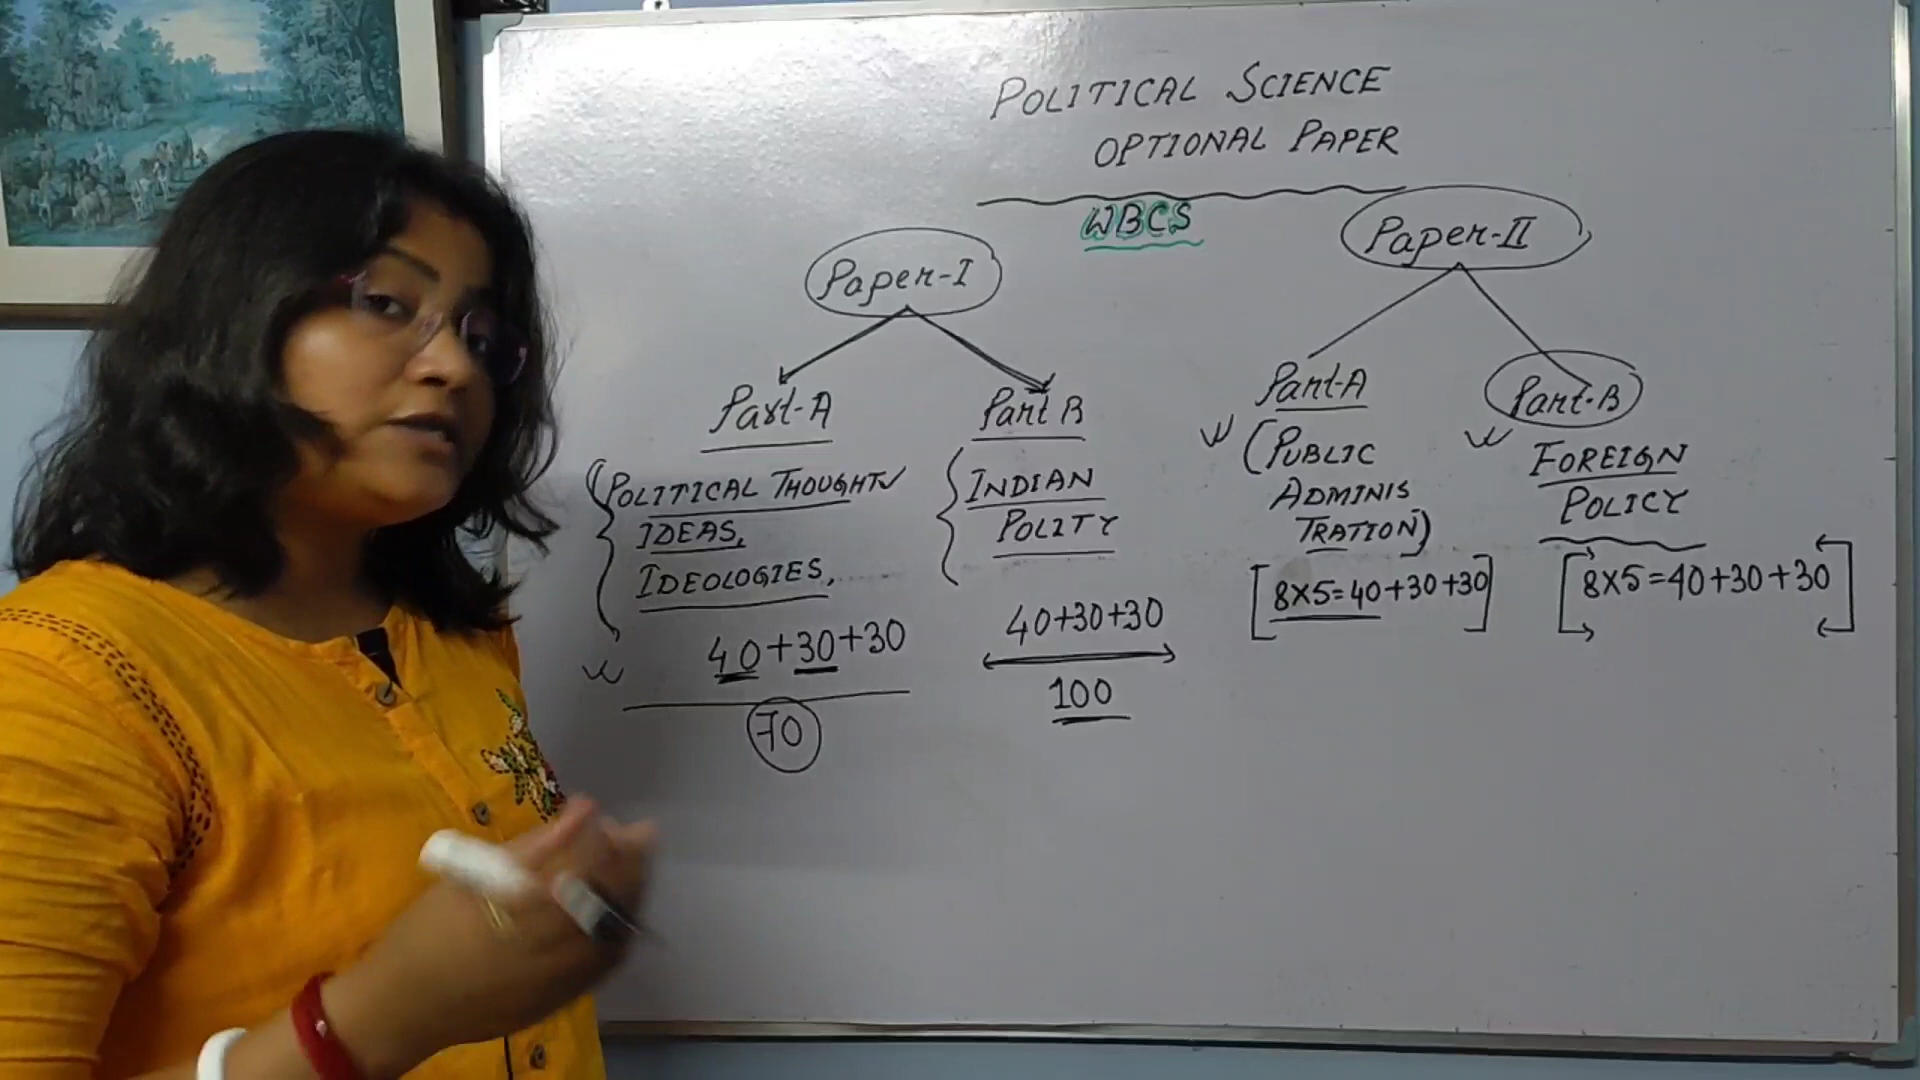 POLITICAL SCIENCE
OPTIONAL PAPER
WBCS
Paper-I
Part-A
POLITICAL THOUGHT
IDEAS,
IDEOLOGIES,
40+30+30
70
Part B
INDIAN
POLITY
40+30+30
100
Paper-II
Part-A
(PUBLIC
ADMINIS
TRATION)
[8X5=40+30+30]
Part-B
FOREIGN
POLICY
[8X5=40+30+30]